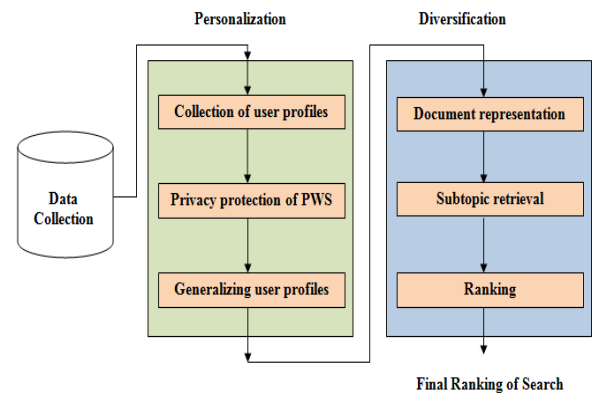 Personalization
Diversification
Data
Collection
Collection of user profiles
Privacy protection of PWS
Generalizing user profiles
Document representation
Subtopic retrieval
Ranking
Final Ranking of Search